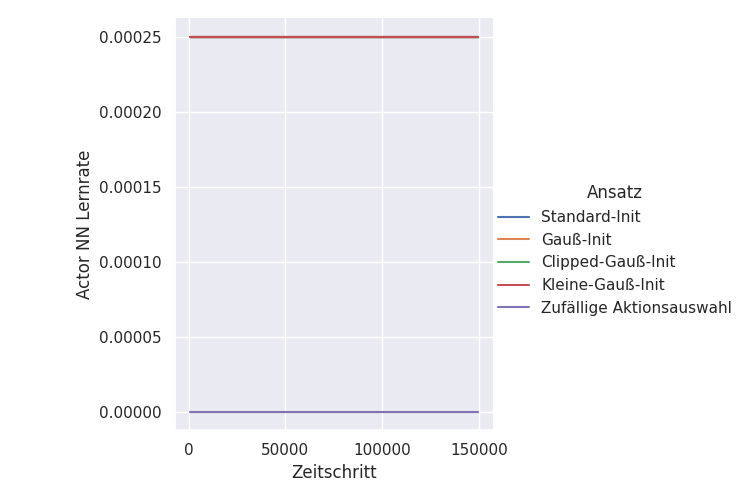 0.00025
0.00020
0.00015
0.00010
0.00005
0.00000
Actor NN Lernrate
0 50000 100000 150000
Zeitschritt
Ansatz
Standard-Init
Gauß-Init
Clipped-Gauß-Init
Kleine-Gauß-Init
Zufällige Aktionsauswahl